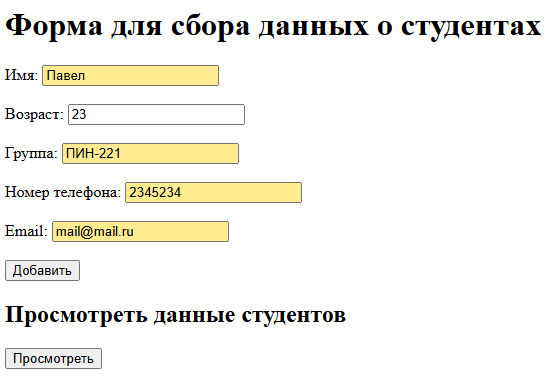 Форма для сбора данных о студентах
Имя: Павел
Возраст: 23
Группа: ПИН-221
Номер телефона: 2345234
Email: mail@mail.ru
Добавить
Просмотреть данные студентов
Просмотреть